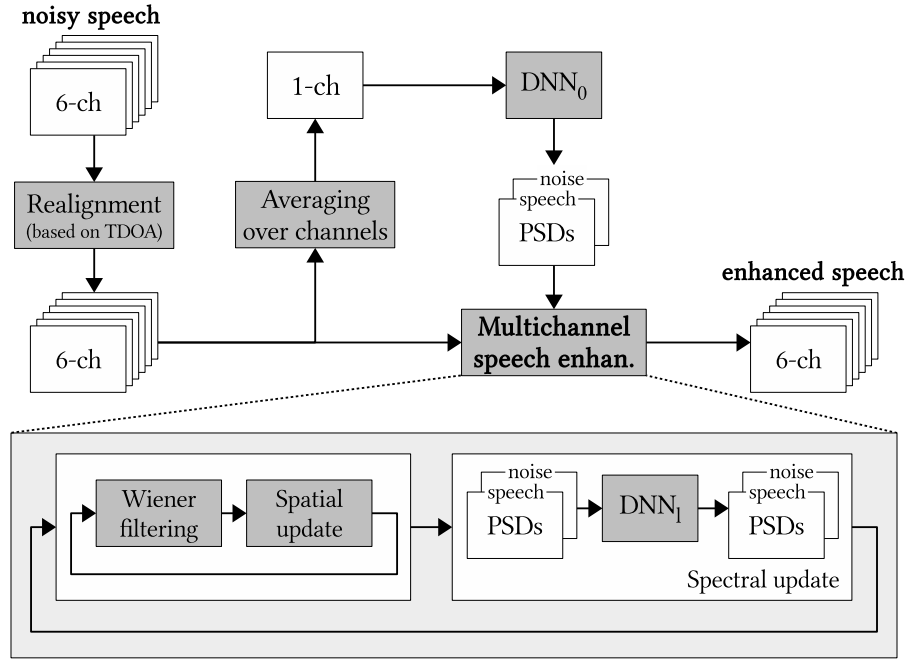 noisy speech
6-ch
Realignment
(based on TDOA)
6-ch
1-ch
Averaging
over channels
DNN0
noise
speech
PSDs
Multichannel
speech enhan.
enhanced speech
6-ch
Wiener
filtering
Spatial
update
noise
speech
PSDs
DNNl
noise
speech
PSDs
Spectral update